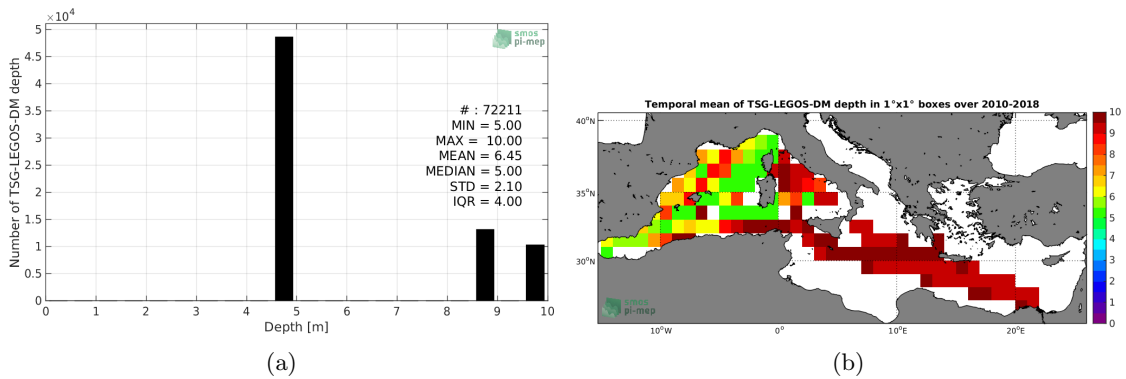 ×10⁴
5
4.5
4
3.5
3
2.5
2
1.5
1
0.5
0
0 1 2 3 4 5 6 7 8 9 10
Depth [m]
Number of TSG-LEGOS-DM depth
smos
pi-mep
# : 72211
MIN = 5.00
MAX = 10.00
MEAN = 6.45
MEDIAN = 5.00
STD = 2.10
IQR = 4.00
(a)
Temporal mean of TSG-LEGOS-DM depth in 1°x1° boxes over 2010-2018
40°N
35°N
30°N
10°W 0° 10°E 20°E
smos
pi-mep
10
9
8
7
6
5
4
3
2
1
0
(b)